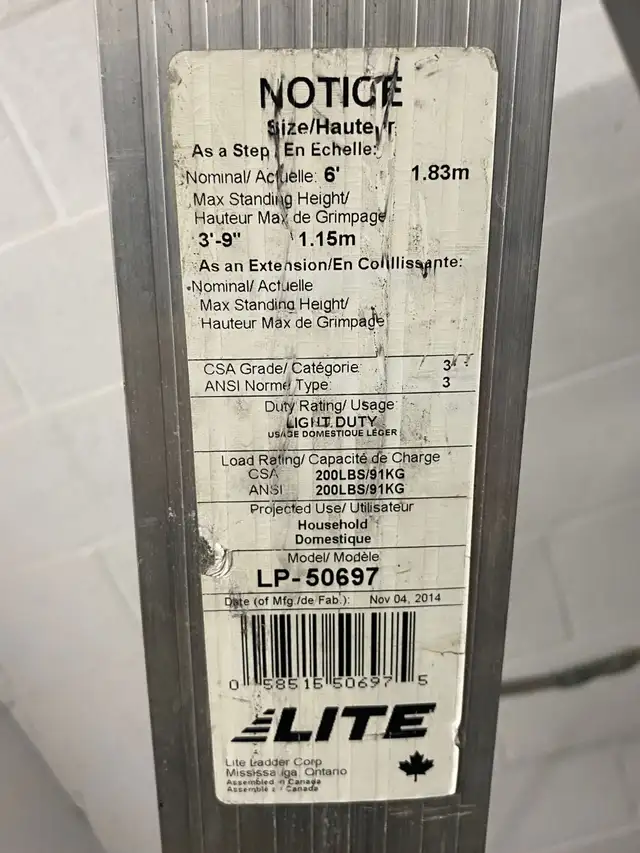 NOTICE
Size/Hauteur
As a Step En Echelle:
Nominal/ Actuelle: 6' 1.83m
Max Standing Height/
Hauteur Max de Grimpage
3'-9" 1.15m
As an Extension/En Collllissante:
Nominal/ Actuelle
Max Standing Height/
Hauteur Max de Grimpage
CSA Grade/ Catégorie 3
ANSI Norme Type: 3
Duty Rating/ Usage
LIGHT DUTY
USAGE DOMESTIQUE LÉGER
Load Rating/ Capacité de Charge
CSA 200LBS/91KG
ANSI 200LBS/91KG
Projected Use/ Utilisateur
Household
Domestique
Model/ Modèle
LP-50697
Date (of Mfg./de Fab.): Nov 04, 2014
0 58515 50697 5
LITE
Lite Ladder Corp
Mississauga, Ontario
Assembled in Canada
Assemblé au Canada